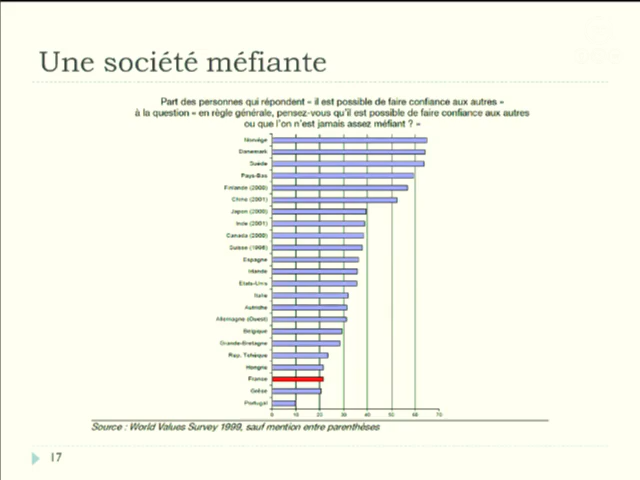 Une société méfiante
Part des personnes qui répondent « il est possible de faire confiance aux autres »
à la question « en règle générale, pensez-vous qu'il est possible de faire confiance aux autres
ou que l'on n'est jamais assez méfiant ? »
Norvège
Danemark
Suède
Pays-Bas
Finlande (2000)
Chine (2001)
Japon (2000)
Inde (2001)
Canada (2000)
Suisse (1996)
Espagne
Irlande
Etats-Unis
Italie
Autriche
Allemagne (Ouest)
Belgique
Grande-Bretagne
Rep. Tchèque
Hongrie
France
Grèce
Portugal
0 10 20 30 40 50 60 70
Source : World Values Survey 1999, sauf mention entre parenthèses
17